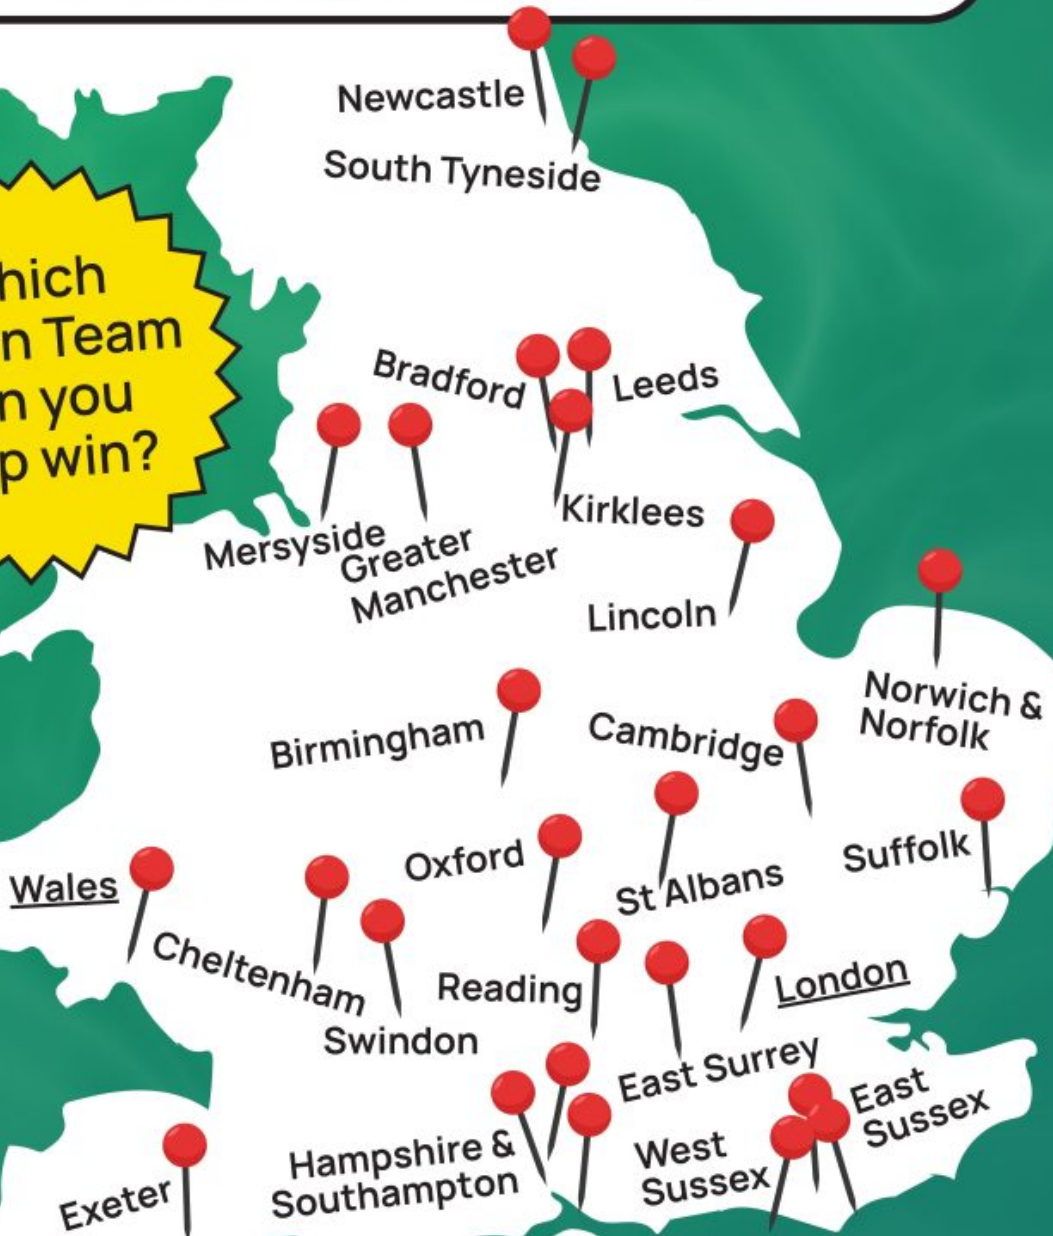 Newcastle
South Tyneside
hich
n Team
n you
p win?
Bradford
Leeds
Kirklees
Mersyside
Greater
Manchester
Lincoln
Norwich &
Norfolk
Birmingham
Cambridge
Oxford
St Albans
Suffolk
Wales
Cheltenham
Swindon
Reading
London
East Surrey
East
Sussex
West
Sussex
Hampshire &
Southampton
Exeter